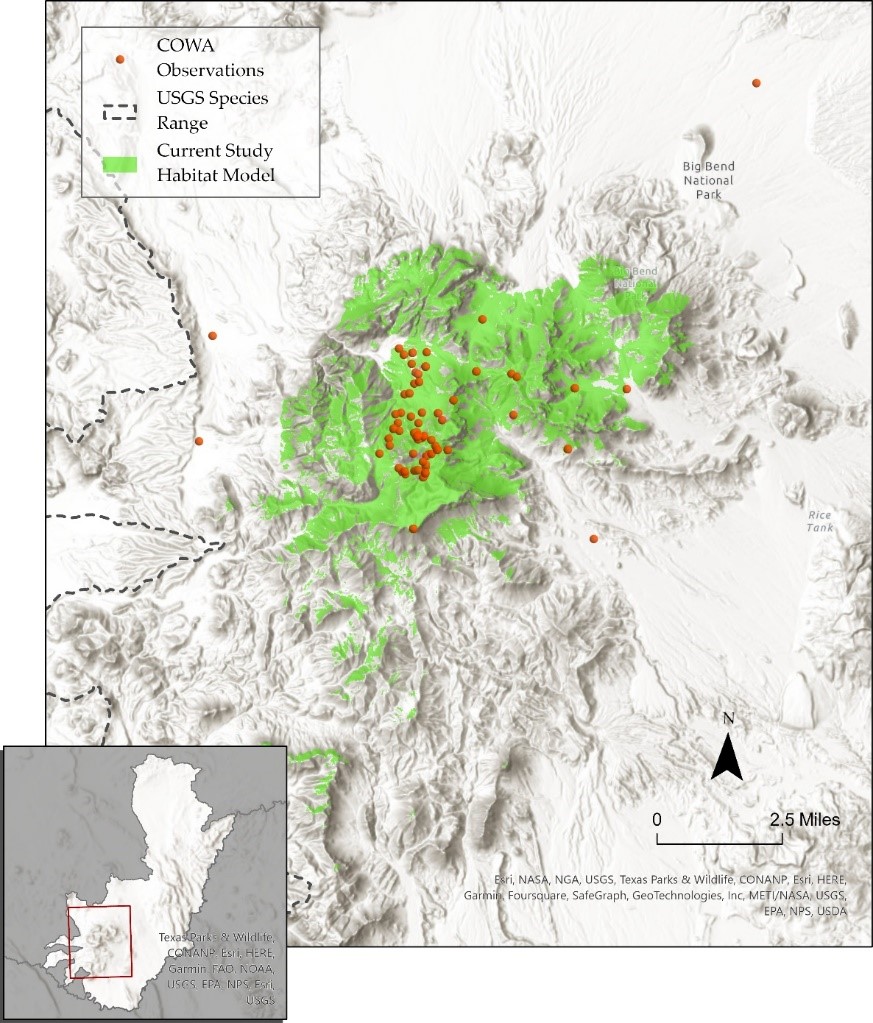 COWA
Observations
USGS Species
Range
Current Study
Habitat Model
Big Bend
National
Park
Big Bend
National
Rice
Tank
N
0 2.5 Miles
Esri, NASA, NGA, USGS, Texas Parks & Wildlife, CONANP, Esri, HERE,
Garmin, Foursquare, SafeGraph, GeoTechnologies, Inc, METI/NASA, USGS,
EPA, NPS, USDA
Texas Parks & Wildlife,
CONANP, Esri, HERE,
Garmin, FAO, NOAA,
USGS, EPA, NPS, Esri,
USGS